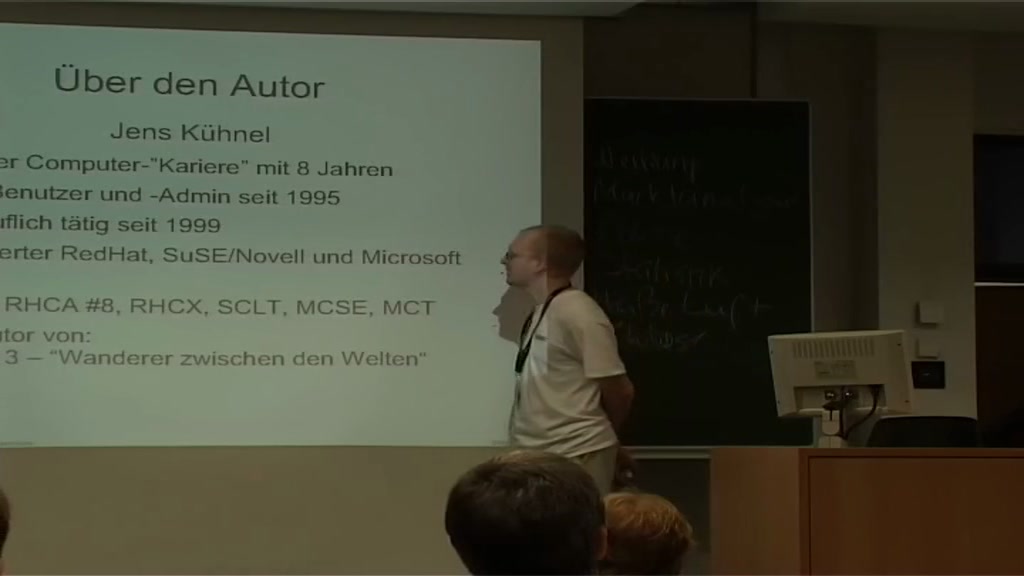 Über den Autor
Jens Kühnel
er Computer-"Kariere" mit 8 Jahren
Benutzer und -Admin seit 1995
uflich tätig seit 1999
erter RedHat, SuSE/Novell und Microsoft
RHCA #8, RHCX, SCLT, MCSE, MCT
utor von:
3 – "Wanderer zwischen den Welten"